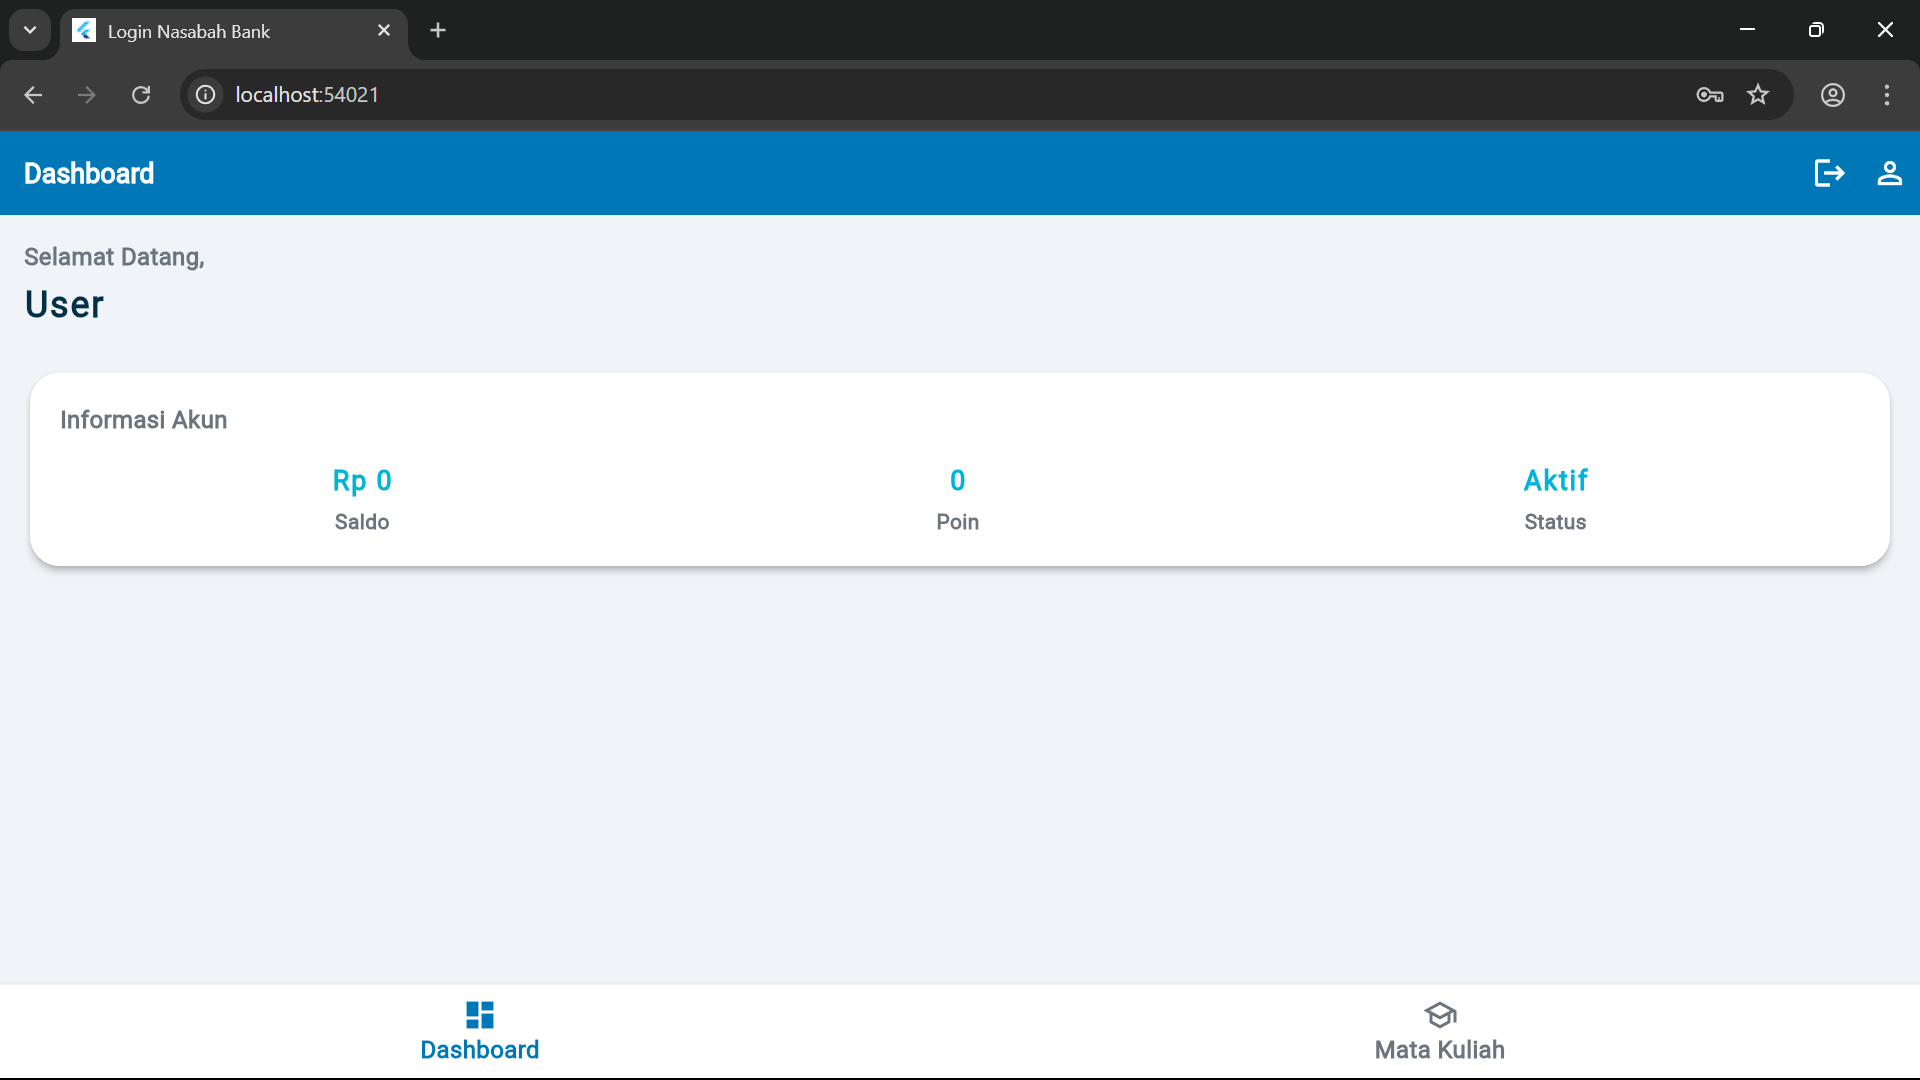 Login Nasabah Bank
localhost:54021
Dashboard
Selamat Datang,
User
Informasi Akun
Rp 0
0
Aktif
Saldo
Poin
Status
Dashboard
Mata Kuliah